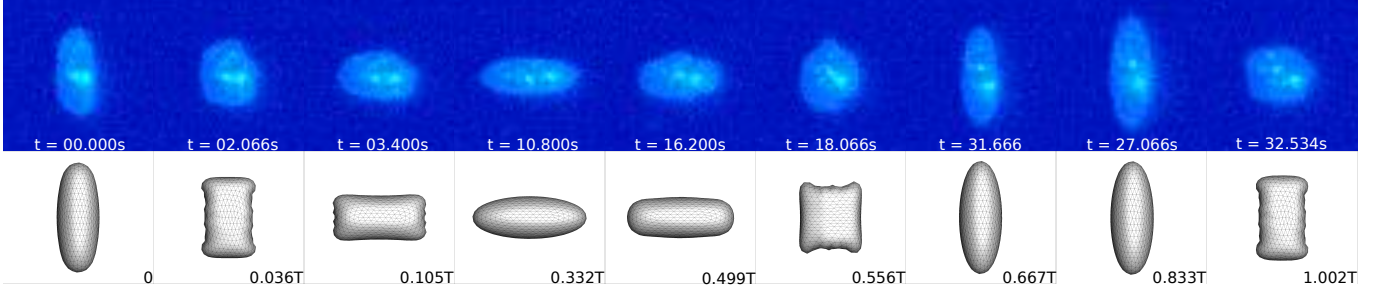 t = 00.000s t = 02.066s t = 03.400s t = 10.800s t = 16.200s t = 18.066s t = 31.666 t = 27.066s t = 32.534s
0 0.036T 0.105T 0.332T 0.499T 0.556T 0.667T 0.833T 1.002T